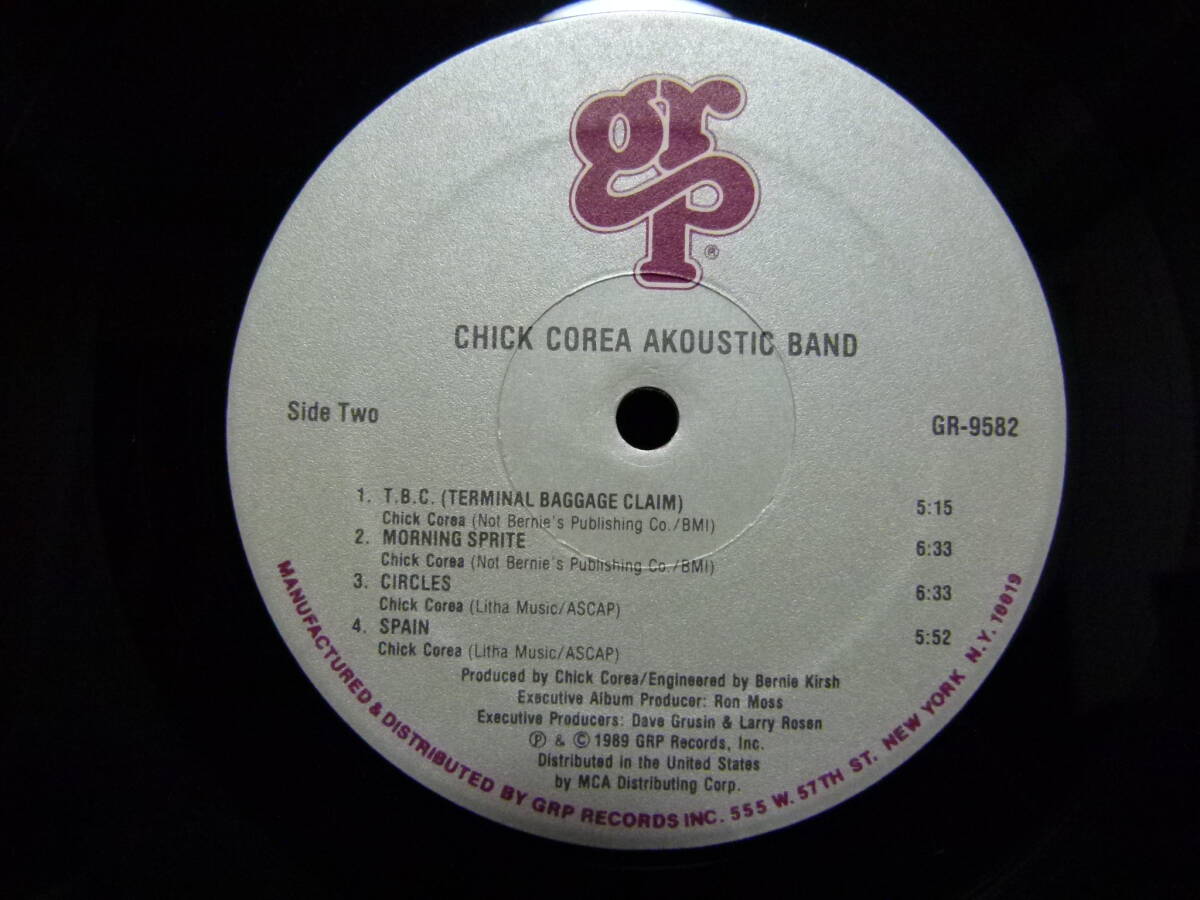 grp®
CHICK COREA AKOUSTIC BAND
Side Two
GR-9582
1. T.B.C. (TERMINAL BAGGAGE CLAIM) 5:15
Chick Corea (Not Bernie's Publishing Co./BMI)
2. MORNING SPRITE 6:33
Chick Corea (Not Bernie's Publishing Co./BMI)
3. CIRCLES 6:33
Chick Corea (Litha Music/ASCAP)
4. SPAIN 5:52
Chick Corea (Litha Music/ASCAP)
Produced by Chick Corea/Engineered by Bernie Kirsh
Executive Album Producer: Ron Moss
Executive Producers: Dave Grusin & Larry Rosen
Ⓟ & © 1989 GRP Records, Inc.
Distributed in the United States
by MCA Distributing Corp.
MANUFACTURED & DISTRIBUTED BY GRP RECORDS INC. 555 W. 57TH ST. NEW YORK N.Y. 10019